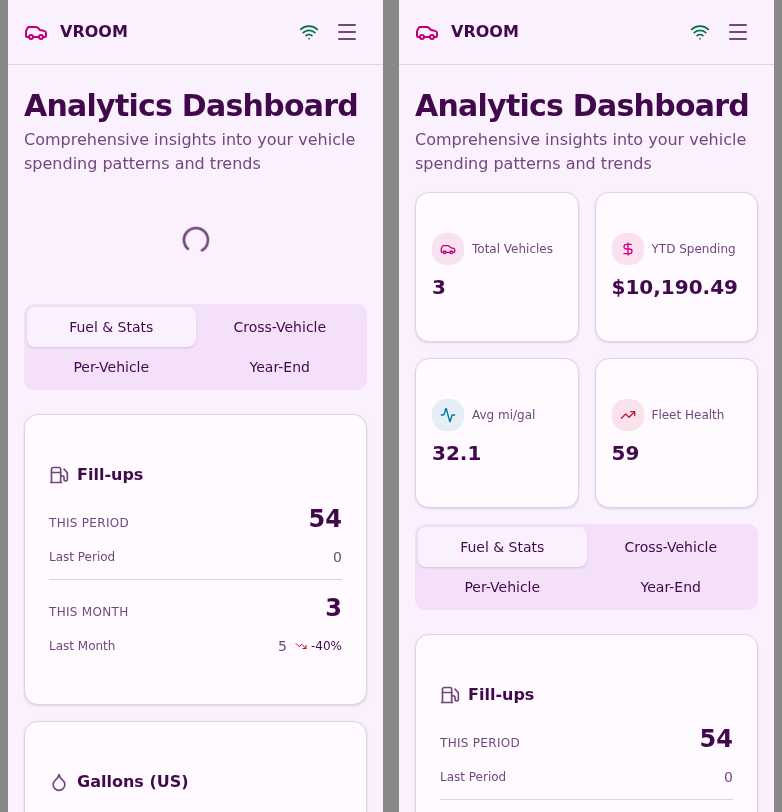 VROOM
Analytics Dashboard
Comprehensive insights into your vehicle
spending patterns and trends
Fuel & Stats
Cross-Vehicle
Per-Vehicle
Year-End
Fill-ups
THIS PERIOD 54
Last Period 0
THIS MONTH 3
Last Month 5 -40%
Gallons (US)
VROOM
Analytics Dashboard
Comprehensive insights into your vehicle
spending patterns and trends
Total Vehicles
3
YTD Spending
$10,190.49
Avg mi/gal
32.1
Fleet Health
59
Fuel & Stats
Cross-Vehicle
Per-Vehicle
Year-End
Fill-ups
THIS PERIOD 54
Last Period 0